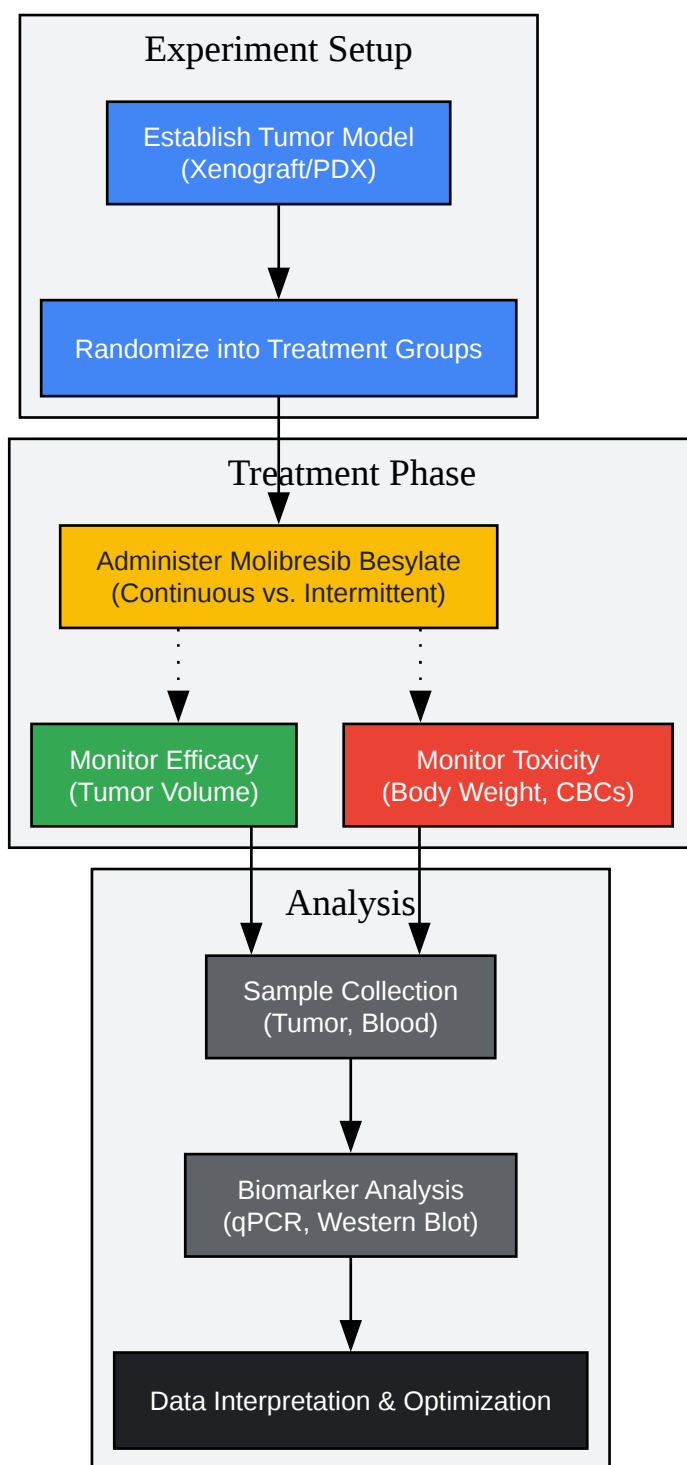 Experiment Setup
Establish Tumor Model
(Xenograft/PDX)
Randomize into Treatment Groups
Treatment Phase
Administer Molibresib Besylate
(Continuous vs. Intermittent)
Monitor Efficacy
(Tumor Volume)
Monitor Toxicity
(Body Weight, CBCs)
Analysis
Sample Collection
(Tumor, Blood)
Biomarker Analysis
(qPCR, Western Blot)
Data Interpretation & Optimization